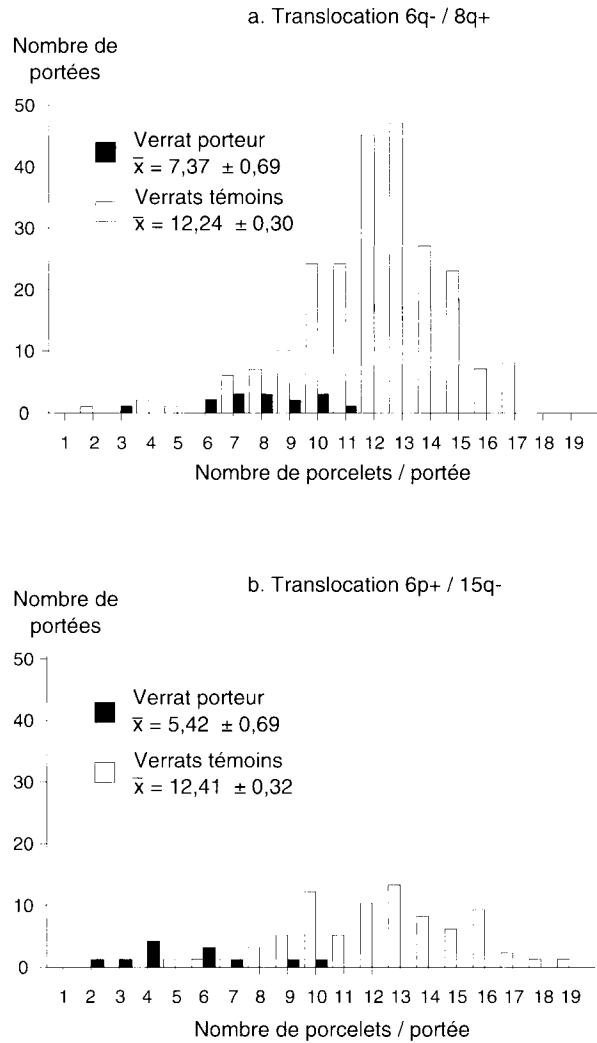 a. Translocation 6q- / 8q+
Nombre de
portées
50
40
30
20
10
0
Verrat porteur
x̅ = 7,37 ± 0,69
Verrats témoins
x̅ = 12,24 ± 0,30
1 2 3 4 5 6 7 8 9 10 11 12 13 14 15 16 17 18 19
Nombre de porcelets / portée
b. Translocation 6p+ / 15q-
Nombre de
portées
50
40
30
20
10
0
Verrat porteur
x̅ = 5,42 ± 0,69
Verrats témoins
x̅ = 12,41 ± 0,32
1 2 3 4 5 6 7 8 9 10 11 12 13 14 15 16 17 18 19
Nombre de porcelets / portée